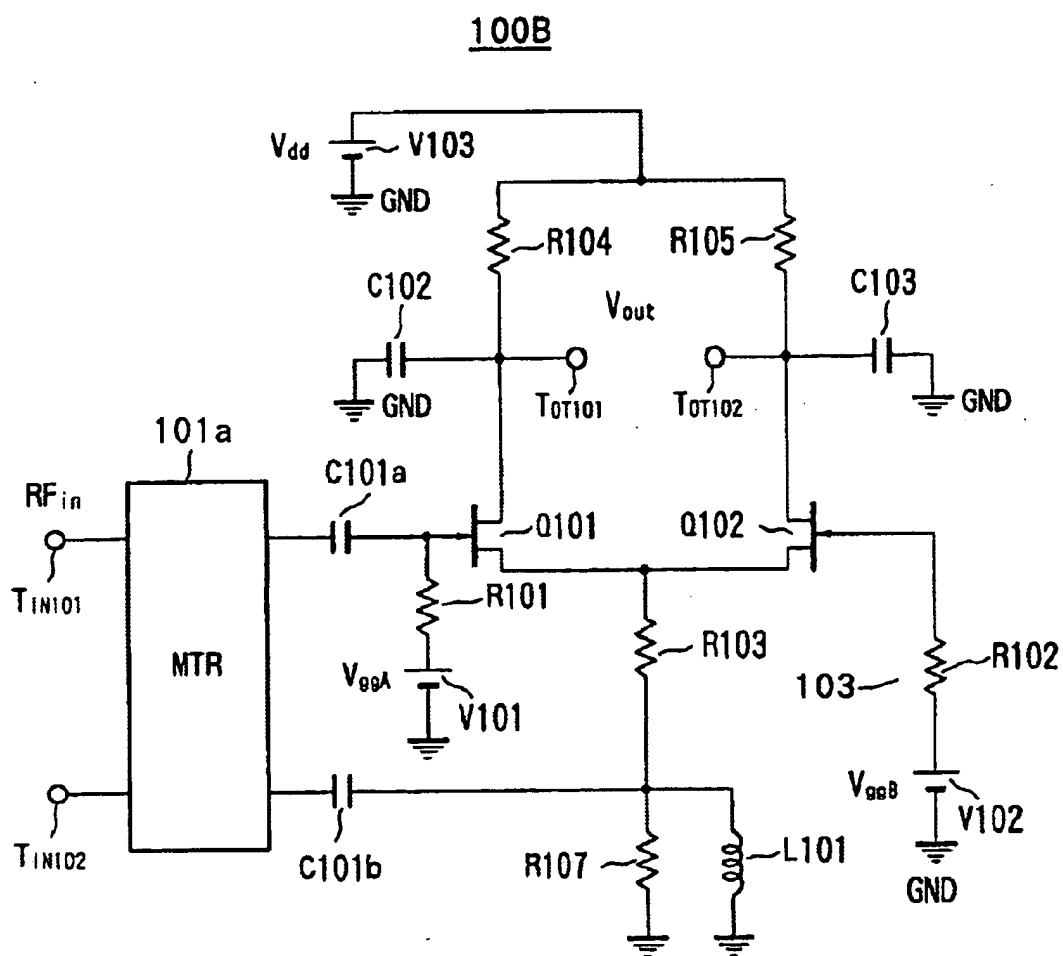 100B
Vdd
V103
GND
R104
R105
C102
C103
Vout
GND
TOT101
TOT102
GND
101a
C101a
RFin
Q101
Q102
TIN101
R101
R103
R102
MTR
VggA
103
V101
VggB
V102
TIN102
C101b
R107
L101
GND